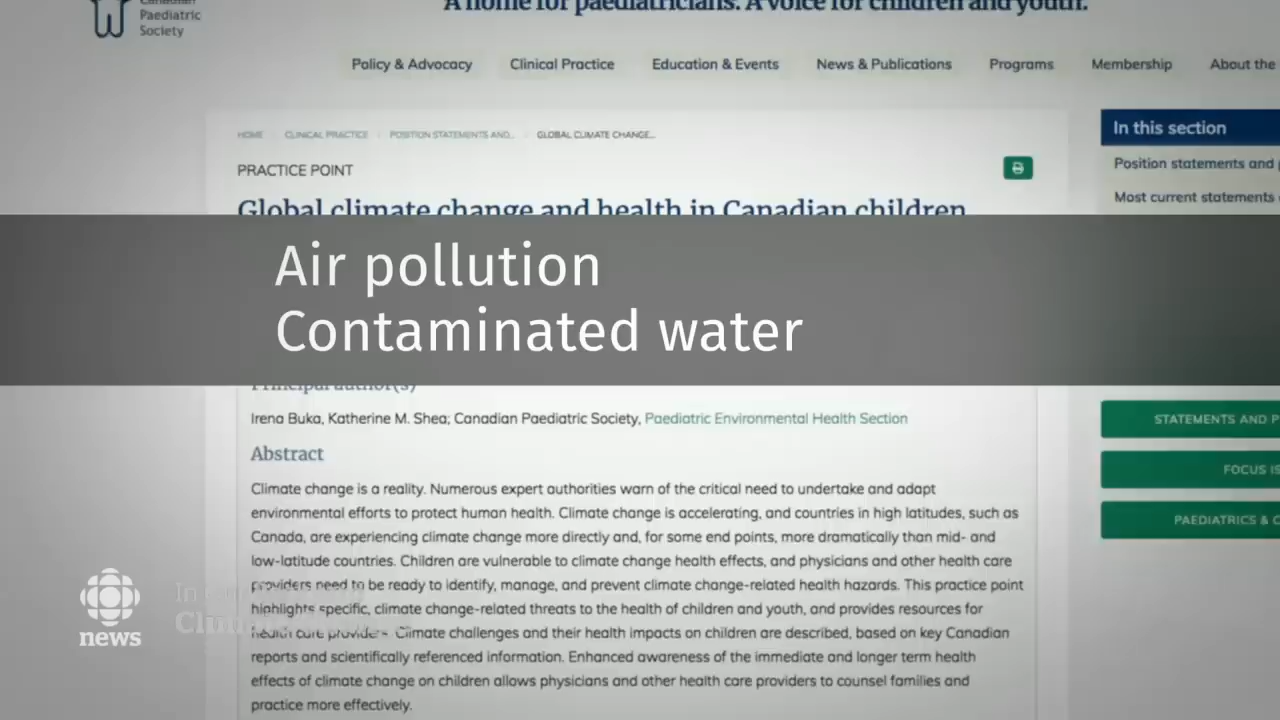 Canadian
Paediatric
Society
A home for paediatricians. A voice for children and youth.
Policy & Advocacy Clinical Practice Education & Events News & Publications Programs Membership About the
HOME CLINICAL PRACTICE POSITION STATEMENTS AND... GLOBAL CLIMATE CHANGE...
In this section
PRACTICE POINT
Position statements and
Most current statements
Global climate change and health in Canadian children
Air pollution
Contaminated water
Principal author(s)
Irena Buka, Katherine M. Shea; Canadian Paediatric Society, Paediatric Environmental Health Section
STATEMENTS AND P
Abstract
FOCUS IS
Climate change is a reality. Numerous expert authorities warn of the critical need to undertake and adapt
environmental efforts to protect human health. Climate change is accelerating, and countries in high latitudes, such as
PAEDIATRICS & C
Canada, are experiencing climate change more directly and, for some end points, more dramatically than mid- and
low-latitude countries. Children are vulnerable to climate change health effects, and physicians and other health care
providers need to be ready to identify, manage, and prevent climate change-related health hazards. This practice point
highlights specific, climate change-related threats to the health of children and youth, and provides resources for
health care providers. Climate challenges and their health impacts on children are described, based on key Canadian
reports and scientifically referenced information. Enhanced awareness of the immediate and longer term health
effects of climate change on children allows physicians and other health care providers to counsel families and
practice more effectively.
news